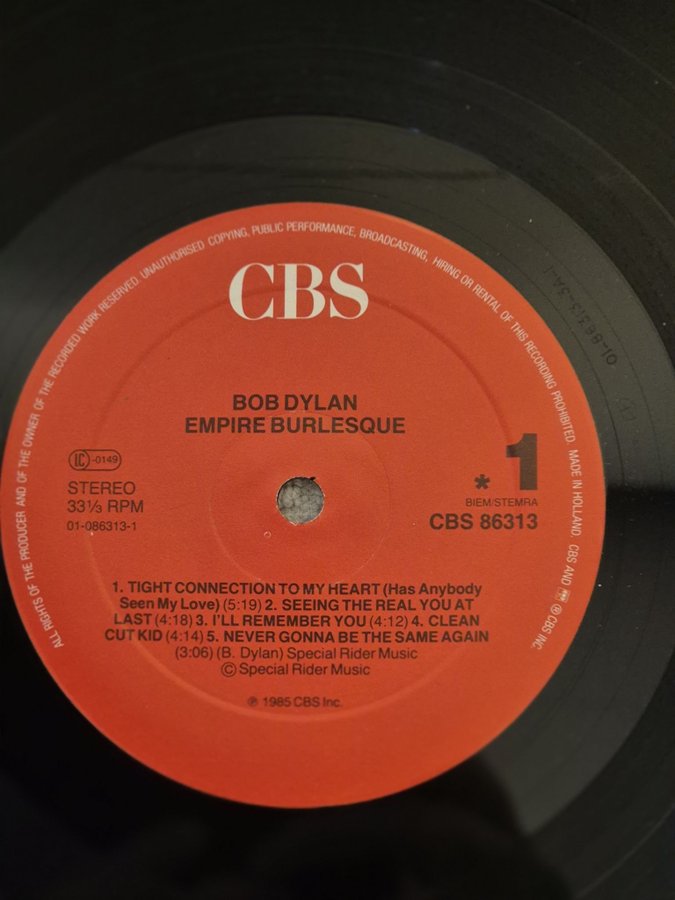 ALL RIGHTS OF THE PRODUCER AND OF THE OWNER OF THE RECORDED WORK RESERVED. UNAUTHORISED COPYING, PUBLIC PERFORMANCE, BROADCASTING, HIRING OR RENTAL OF THIS RECORDING PROHIBITED. MADE IN HOLLAND. CBS AND ℗ CBS INC.
CBS
BOB DYLAN
EMPIRE BURLESQUE
LC -0149
STEREO
33⅓ RPM
01-086313-1
* 1
BIEM/STEMRA
CBS 86313
1. TIGHT CONNECTION TO MY HEART (Has Anybody
Seen My Love) (5:19) 2. SEEING THE REAL YOU AT
LAST (4:18) 3. I'LL REMEMBER YOU (4:12) 4. CLEAN
CUT KID (4:14) 5. NEVER GONNA BE THE SAME AGAIN
(3:06) (B. Dylan) Special Rider Music
© Special Rider Music
℗ 1985 CBS Inc.